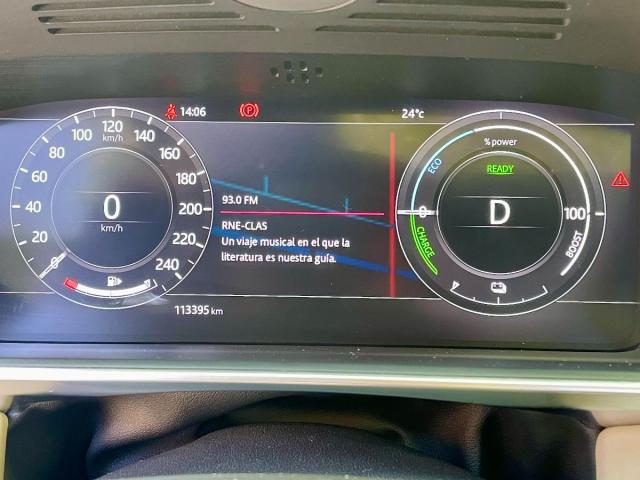 14:06
24°c
0
20
40
60
80
100
120
km/h
140
160
180
200
220
240
0
km/h
113395 km
93.0 FM
RNE-CLAS
Un viaje musical en el que la
literatura es nuestra guía.
% power
ECO
READY
D
0
100
CHARGE
BOOST